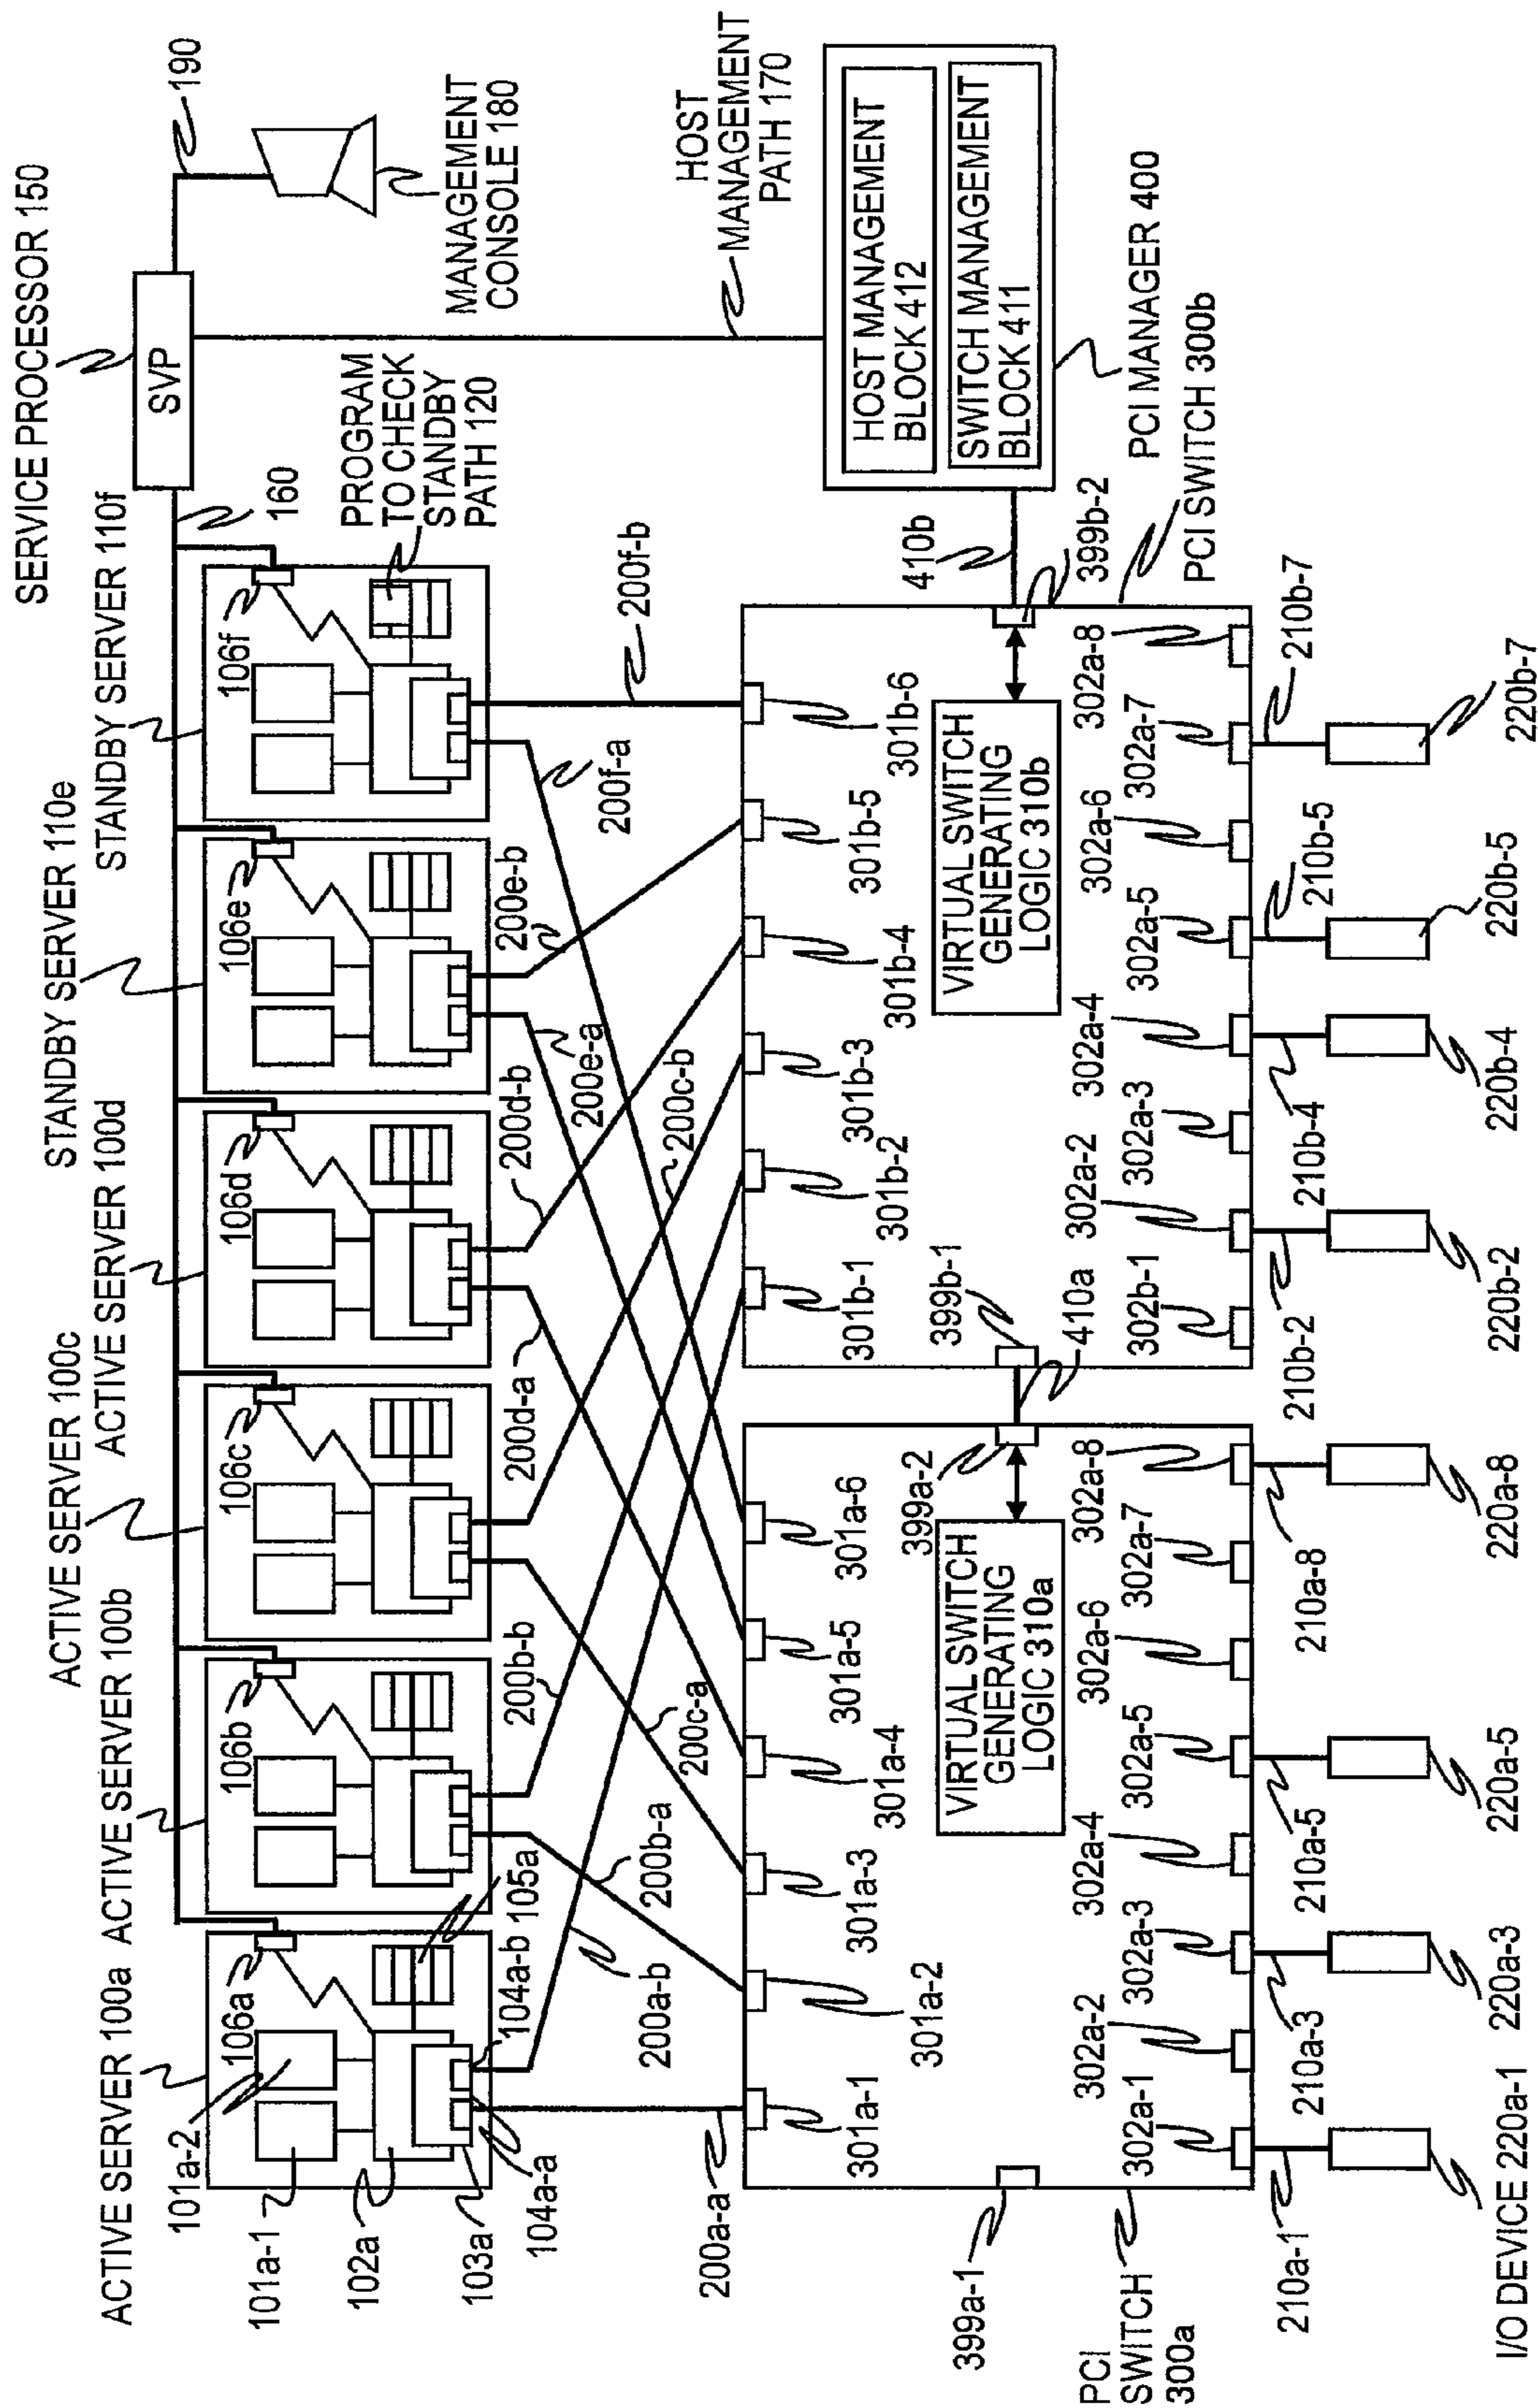 SERVICE PROCESSOR 150
SVP
190
MANAGEMENT
CONSOLE 180
HOST
MANAGEMENT
PATH 170
160
ACTIVE SERVER 100a
ACTIVE SERVER 100b
ACTIVE SERVER 100c
ACTIVE SERVER 100d
STANDBY SERVER 110e
STANDBY SERVER 110f
106a
106b
106c
106d
106e
106f
101a-2
101a-1
102a
103a
104a-a
104a-b
105a
PROGRAM
TO CHECK
STANDBY
PATH 120
200a-a
200a-b
200b-a
200b-b
200c-a
200c-b
200d-a
200d-b
200e-a
200e-b
200f-a
200f-b
HOST MANAGEMENT
BLOCK 412
SWITCH MANAGEMENT
BLOCK 411
PCI MANAGER 400
PCI SWITCH 300b
410b
399b-2
301a-1
301a-2
301a-3
301a-4
301a-5
301a-6
301b-1
301b-2
301b-3
301b-4
301b-5
301b-6
399a-1
VIRTUAL SWITCH
GENERATING
LOGIC 310a
399a-2
399b-1
410a
VIRTUAL SWITCH
GENERATING
LOGIC 310b
302a-1
302a-2
302a-3
302a-4
302a-5
302a-6
302a-7
302a-8
302b-1
302a-2
302a-3
302a-4
302a-5
302a-6
302a-7
302a-8
PCI
SWITCH
300a
210a-1
210a-3
210a-5
210a-8
210b-2
210b-4
210b-5
210b-7
I/O DEVICE 220a-1
220a-3
220a-5
220a-8
220b-2
220b-4
220b-5
220b-7